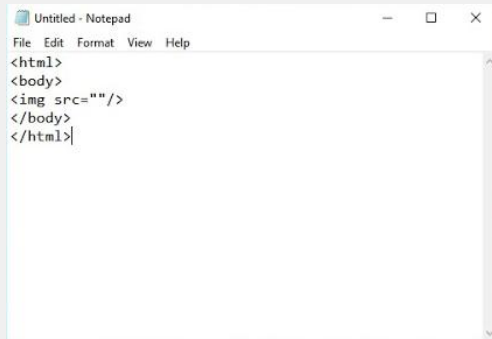 Untitled - Notepad
File Edit Format View Help
<html>
<body>
<img src=""/>
</body>
</html>